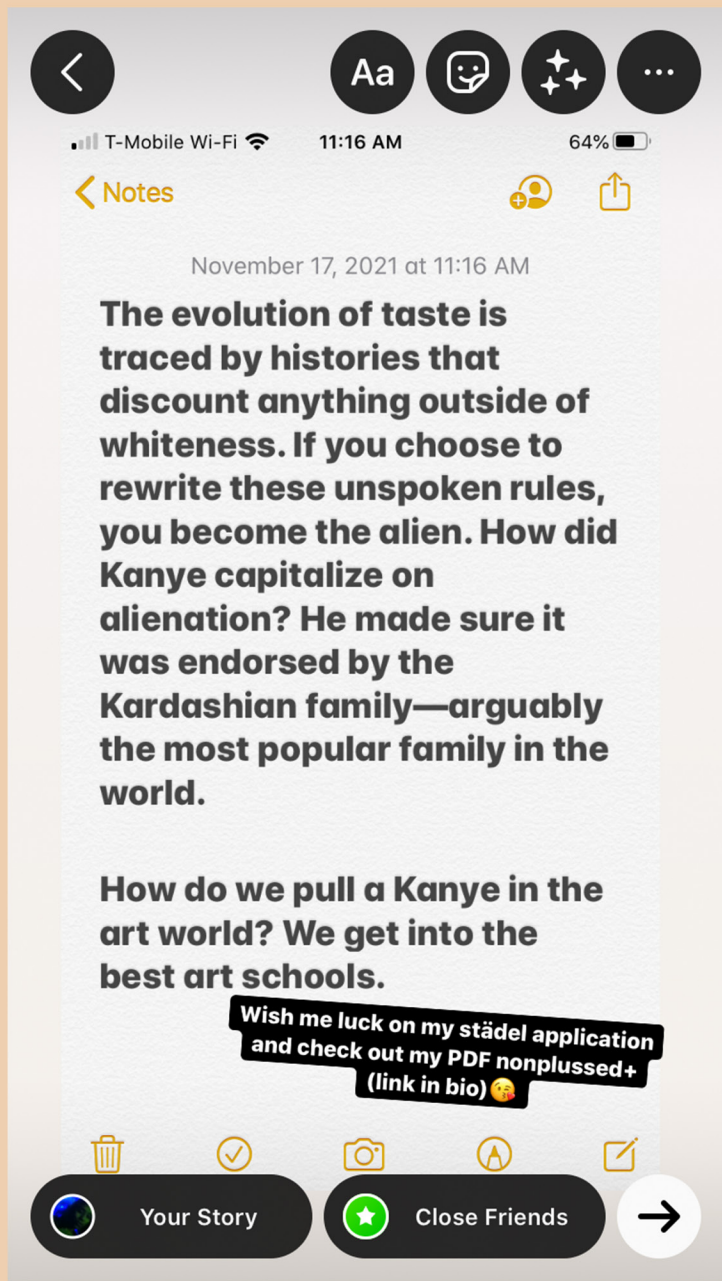 Aa
T-Mobile Wi-Fi 11:16 AM 64%
Notes
November 17, 2021 at 11:16 AM
The evolution of taste is
traced by histories that
discount anything outside of
whiteness. If you choose to
rewrite these unspoken rules,
you become the alien. How did
Kanye capitalize on
alienation? He made sure it
was endorsed by the
Kardashian family—arguably
the most popular family in the
world.
How do we pull a Kanye in the
art world? We get into the
best art schools.
Wish me luck on my städel application
and check out my PDF nonplussed+
(link in bio)😘
Your Story Close Friends